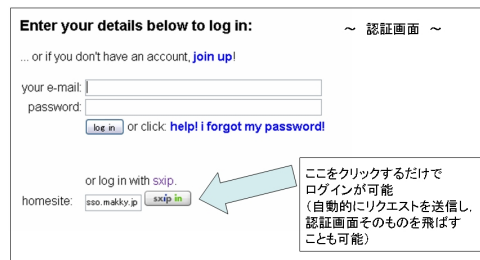 Enter your details below to log in:
~ 認証画面 ~
... or if you don't have an account, join up!
your e-mail:
password:
log in or click: help! i forgot my password!
or log in with sxip.
homesite: sso.makky.jp sxip in
ここをクリックするだけで
ログインが可能
(自動的にリクエストを送信し、
認証画面そのものを飛ばす
ことも可能)